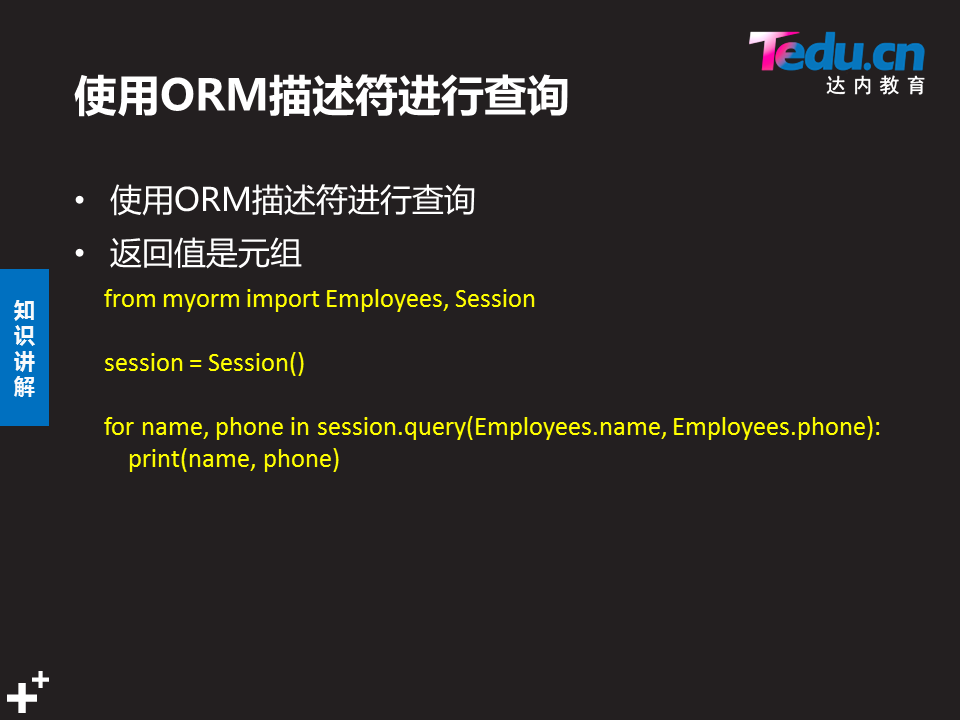 Tedu.cn
达内教育
使用ORM描述符进行查询
• 使用ORM描述符进行查询
• 返回值是元组
from myorm import Employees, Session
session = Session()
for name, phone in session.query(Employees.name, Employees.phone):
print(name, phone)
知
识
讲
解